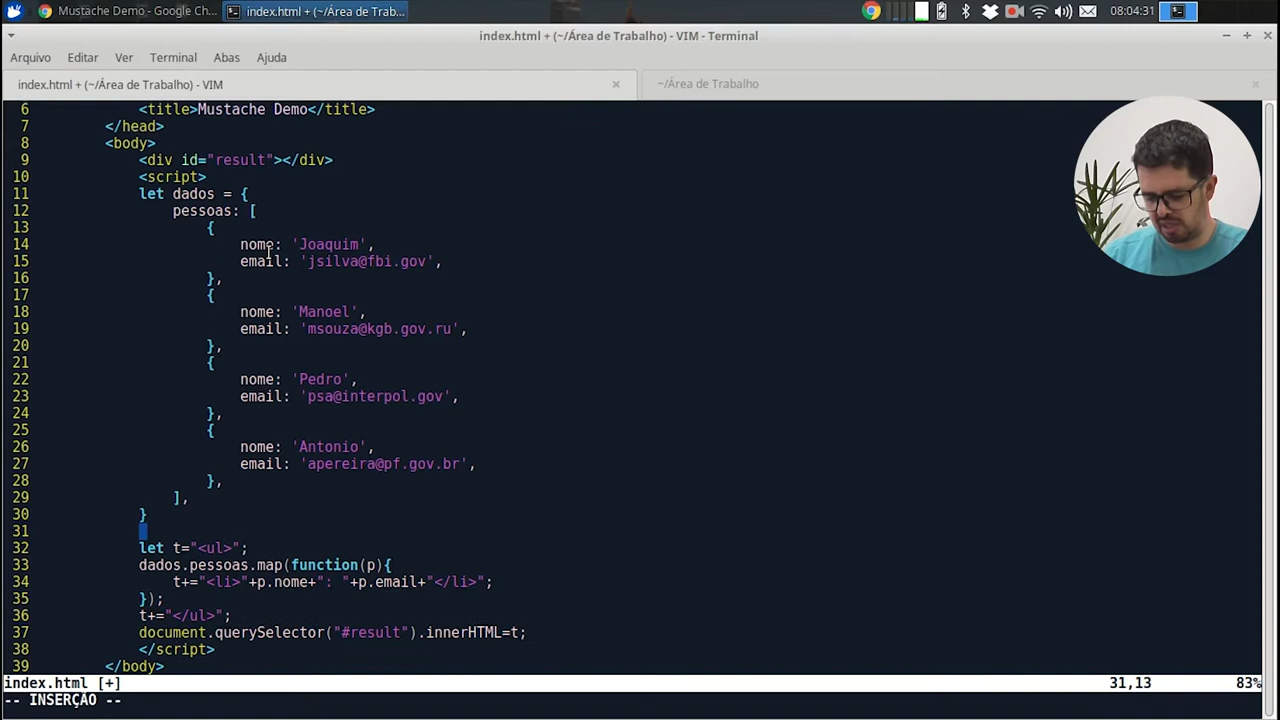 Mustache Demo - Google Ch...
index.html + (~/Área de Trab...
08:04:31
index.html + (~/Área de Trabalho) - VIM - Terminal
Arquivo Editar Ver Terminal Abas Ajuda
index.html + (~/Área de Trabalho) - VIM
~/Área de Trabalho
6 <title>Mustache Demo</title>
7 </head>
8 <body>
9 <div id="result"></div>
10 <script>
11 let dados = {
12 pessoas: [
13 {
14 nome: 'Joaquim',
15 email: 'jsilva@fbi.gov',
16 },
17 {
18 nome: 'Manoel',
19 email: 'msouza@kgb.gov.ru',
20 },
21 {
22 nome: 'Pedro',
23 email: 'psa@interpol.gov',
24 },
25 {
26 nome: 'Antonio',
27 email: 'apereira@pf.gov.br',
28 },
29 ],
30 }
31
32 let t="<ul>";
33 dados.pessoas.map(function(p){
34 t+="<li>"+p.nome+": "+p.email+"</li>";
35 });
36 t+="</ul>";
37 document.querySelector("#result").innerHTML=t;
38 </script>
39 </body>
index.html [+] 31,13 83%
-- INSERÇÃO --